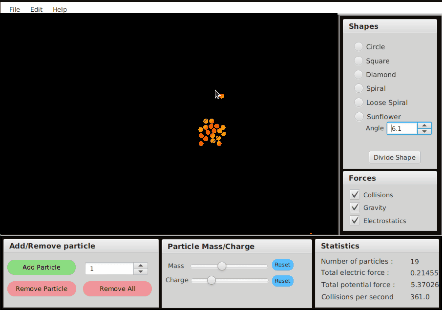 File Edit Help
Shapes
Circle
Square
Diamond
Spiral
Loose Spiral
Sunflower
Angle 6.1
Divide Shape
Forces
Collisions
Gravity
Electrostatics
Add/Remove particle
Add Particle 1
Remove Particle Remove All
Particle Mass/Charge
Mass Reset
Charge Reset
Statistics
Number of particles : 19
Total electric force : 0.21455
Total potential force : 5.37026
Collisions per second 361.0